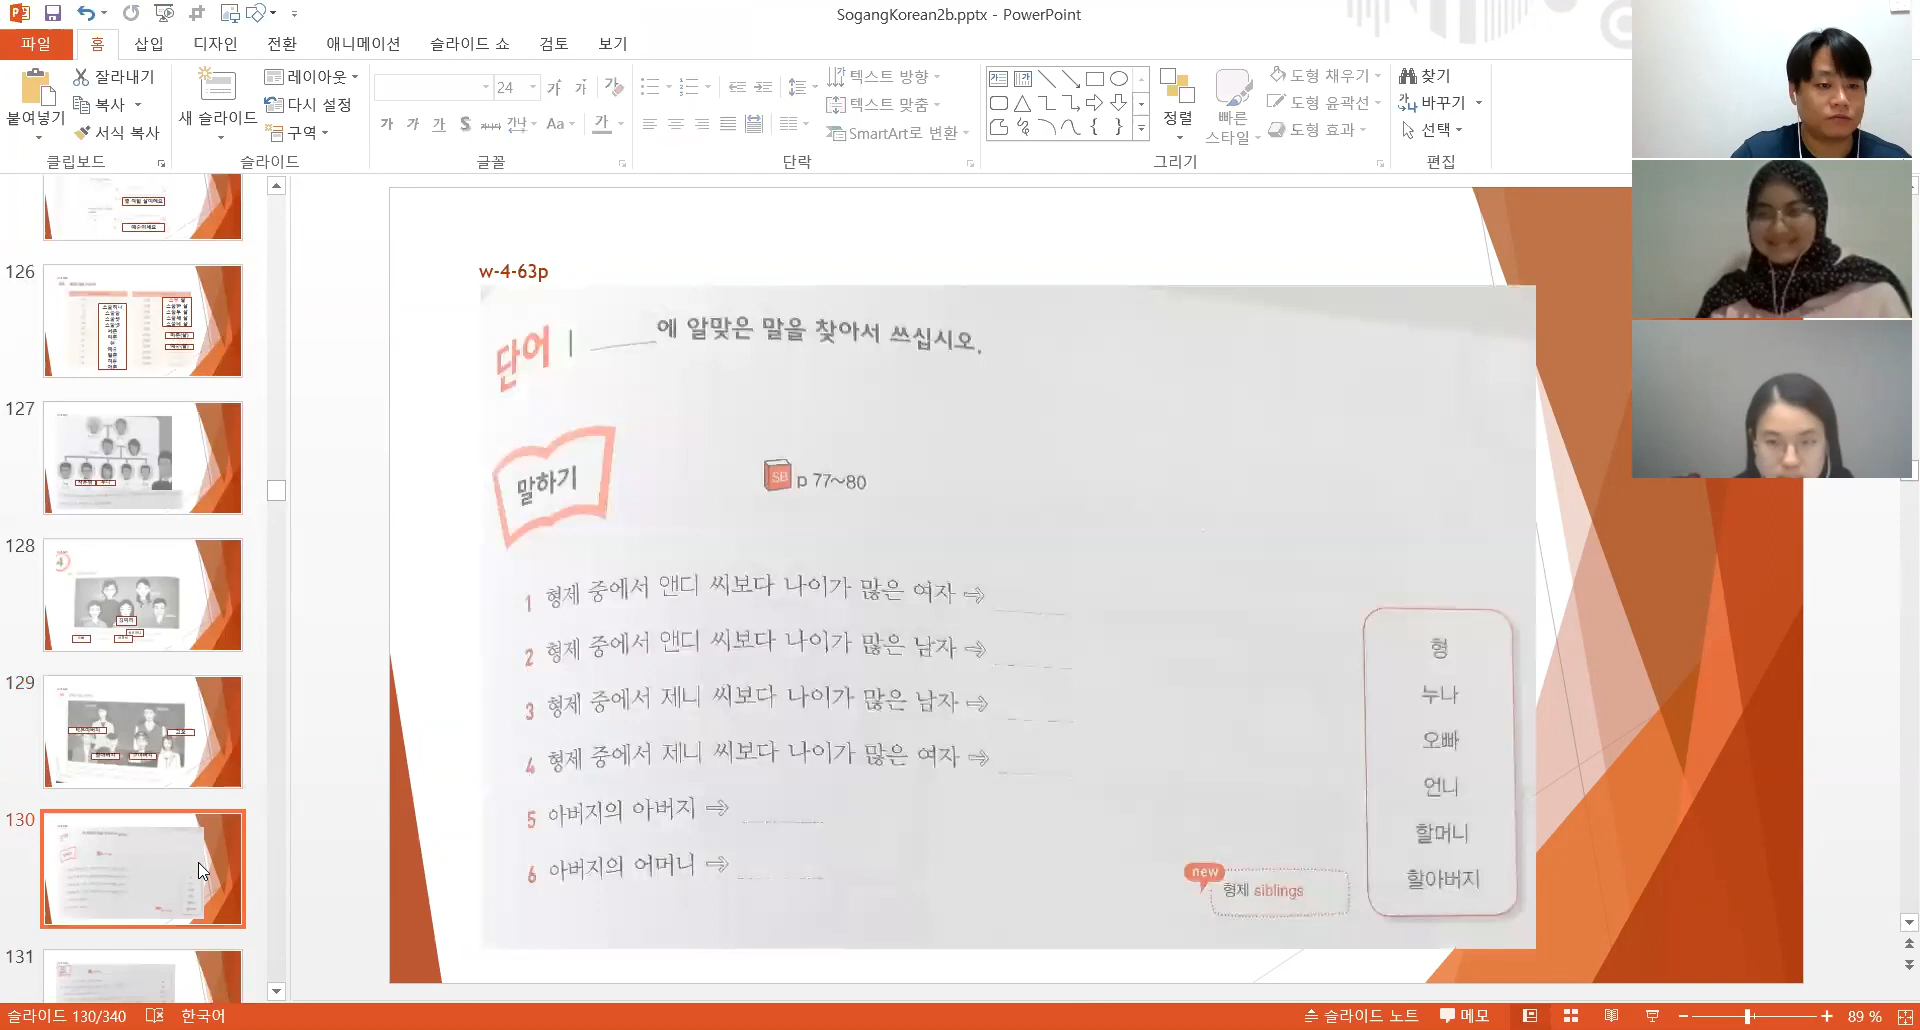 SogangKorean2b.pptx - PowerPoint
파일 홈 삽입 디자인 전환 애니메이션 슬라이드 쇼 검토 보기
붙여넣기
잘라내기
복사
서식 복사
클립보드
새 슬라이드
레이아웃
다시 설정
구역
슬라이드
24
가 가 가 S 가나다 간나 Aa 가
글꼴
텍스트 방향
텍스트 맞춤
SmartArt로 변환
단락
정렬
빠른 스타일
도형 채우기
도형 윤곽선
도형 효과
그리기
찾기
바꾸기
선택
편집
126
127
128
129
130
131
w-4-63p
단어 | ______에 알맞은 말을 찾아서 쓰십시오.
말하기
SB p 77~80
1 형제 중에서 앤디 씨보다 나이가 많은 여자 ⇨
2 형제 중에서 앤디 씨보다 나이가 많은 남자 ⇨
3 형제 중에서 제니 씨보다 나이가 많은 남자 ⇨
4 형제 중에서 제니 씨보다 나이가 많은 여자 ⇨
5 아버지의 아버지 ⇨
6 아버지의 어머니 ⇨
new
형제 siblings
형
누나
오빠
언니
할머니
할아버지
슬라이드 130/340 한국어
슬라이드 노트 메모 89 %